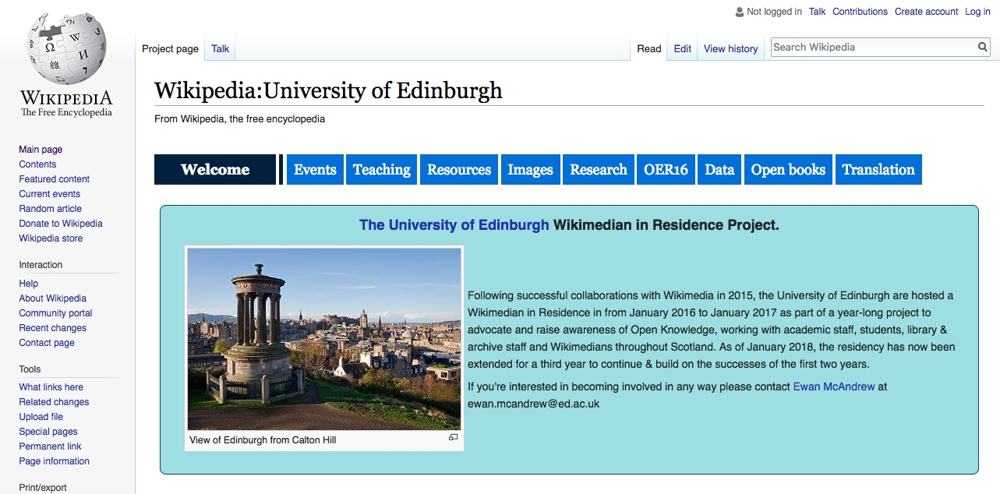 Not logged in Talk Contributions Create account Log in
Project page Talk Read Edit View history Search Wikipedia
Ω W И 維 7
WIKIPEDIA
The Free Encyclopedia
Main page
Contents
Featured content
Current events
Random article
Donate to Wikipedia
Wikipedia store
Interaction
Help
About Wikipedia
Community portal
Recent changes
Contact page
Tools
What links here
Related changes
Upload file
Special pages
Permanent link
Page information
Print/export
Wikipedia:University of Edinburgh
From Wikipedia, the free encyclopedia
Welcome Events Teaching Resources Images Research OER16 Data Open books Translation
The University of Edinburgh Wikimedian in Residence Project.
View of Edinburgh from Calton Hill
Following successful collaborations with Wikimedia in 2015, the University of Edinburgh are hosted a
Wikimedian in Residence in from January 2016 to January 2017 as part of a year-long project to
advocate and raise awareness of Open Knowledge, working with academic staff, students, library &
archive staff and Wikimedians throughout Scotland. As of January 2018, the residency has now been
extended for a third year to continue & build on the successes of the first two years.
If you're interested in becoming involved in any way please contact Ewan McAndrew at
ewan.mcandrew@ed.ac.uk